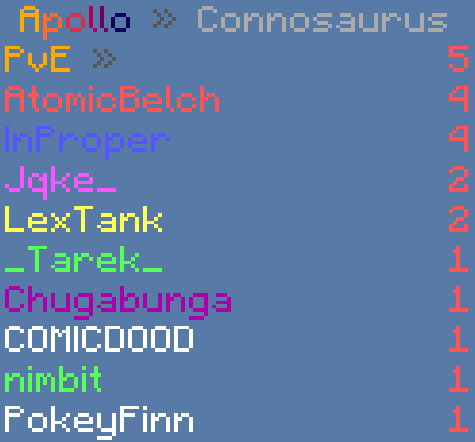 Apollo » Connosaurus
PvE » 5
AtomicBelch 4
InProper 4
Jqke_ 2
LexTank 2
_Tarek_ 1
Chugabunga 1
COMICDOOD 1
nimbit 1
PokeyFinn 1